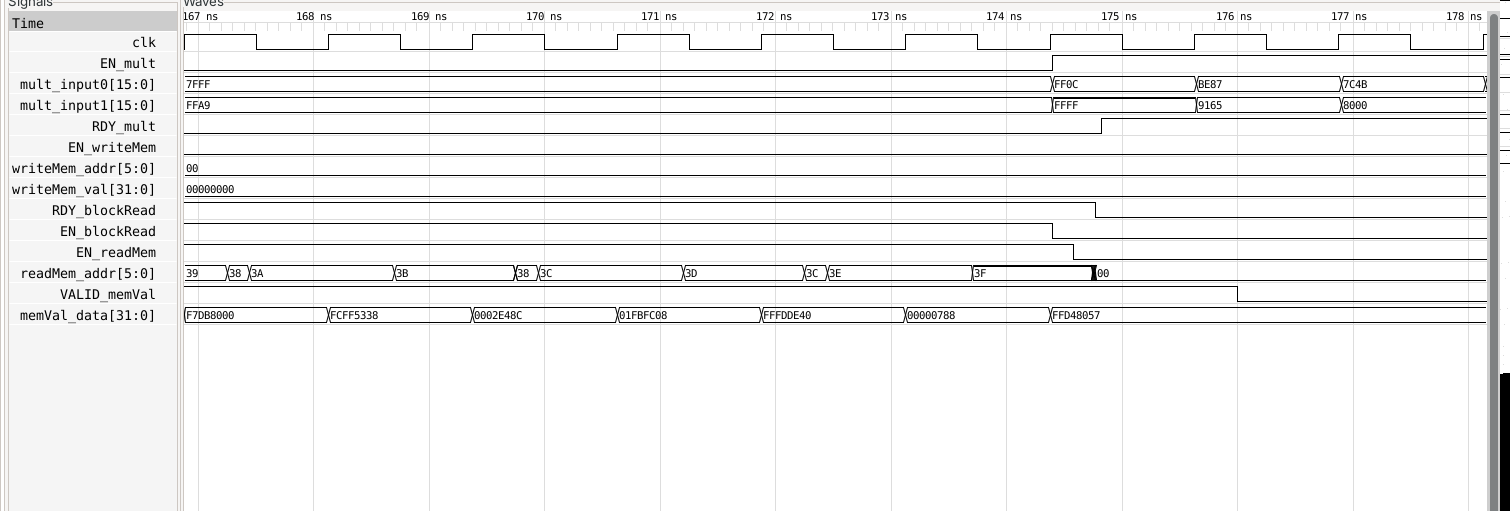 Signals
Waves
Time
167 ns 168 ns 169 ns 170 ns 171 ns 172 ns 173 ns 174 ns 175 ns 176 ns 177 ns 178 ns
clk
EN_mult
mult_input0[15:0] 7FFF FF0C BE87 7C4B
mult_input1[15:0] FFA9 FFFF 9165 8000
RDY_mult
EN_writeMem
writeMem_addr[5:0] 00
writeMem_val[31:0] 00000000
RDY_blockRead
EN_blockRead
EN_readMem
readMem_addr[5:0] 39 38 3A 3B 38 3C 3D 3C 3E 3F 00
VALID_memVal
memVal_data[31:0] F7DB8000 FCFF5338 0002E48C 01FBFC08 FFFDDE40 00000788 FFD48057